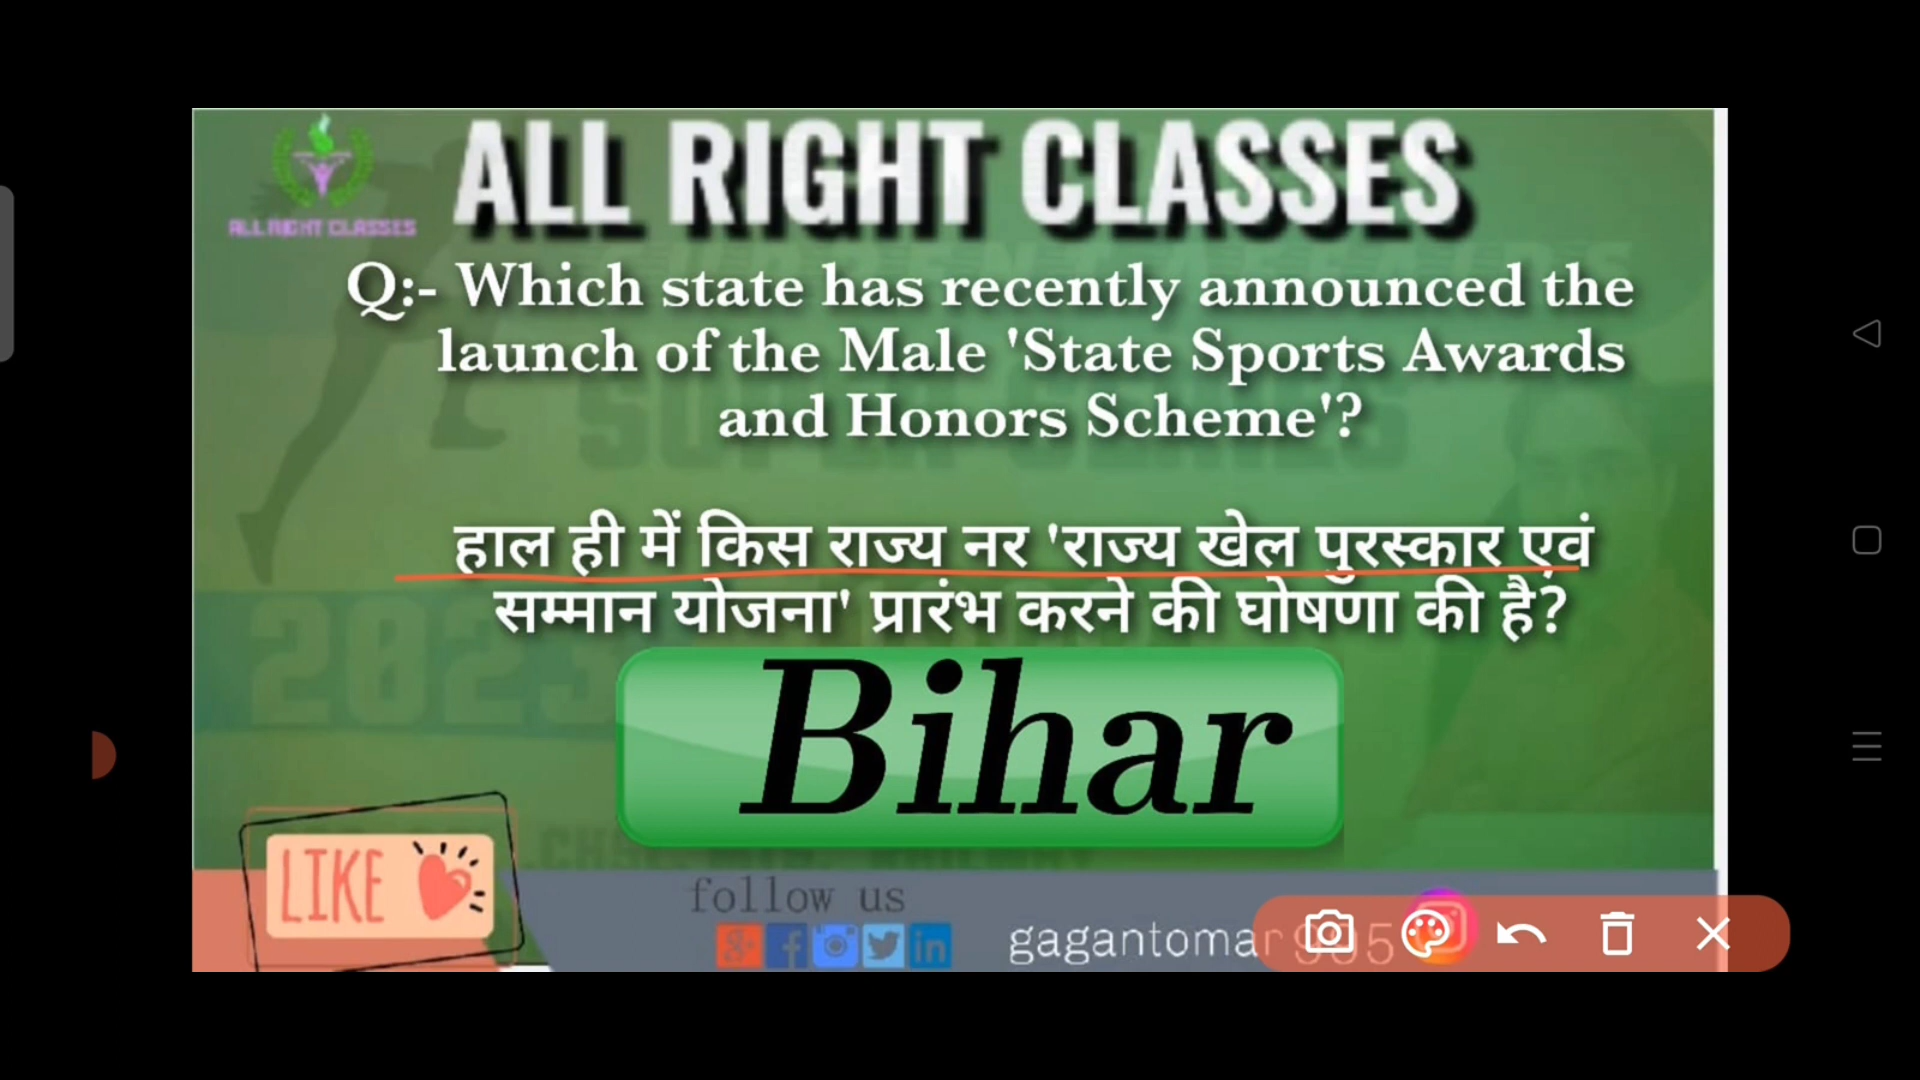 ALL RIGHT CLASSES
ALL RIGHT CLASSES
Q:- Which state has recently announced the
launch of the Male 'State Sports Awards
and Honors Scheme'?
हाल ही में किस राज्य नर 'राज्य खेल पुरस्कार एवं
सम्मान योजना' प्रारंभ करने की घोषणा की है?
2023
Bihar
LIKE
follow us
gagantomar